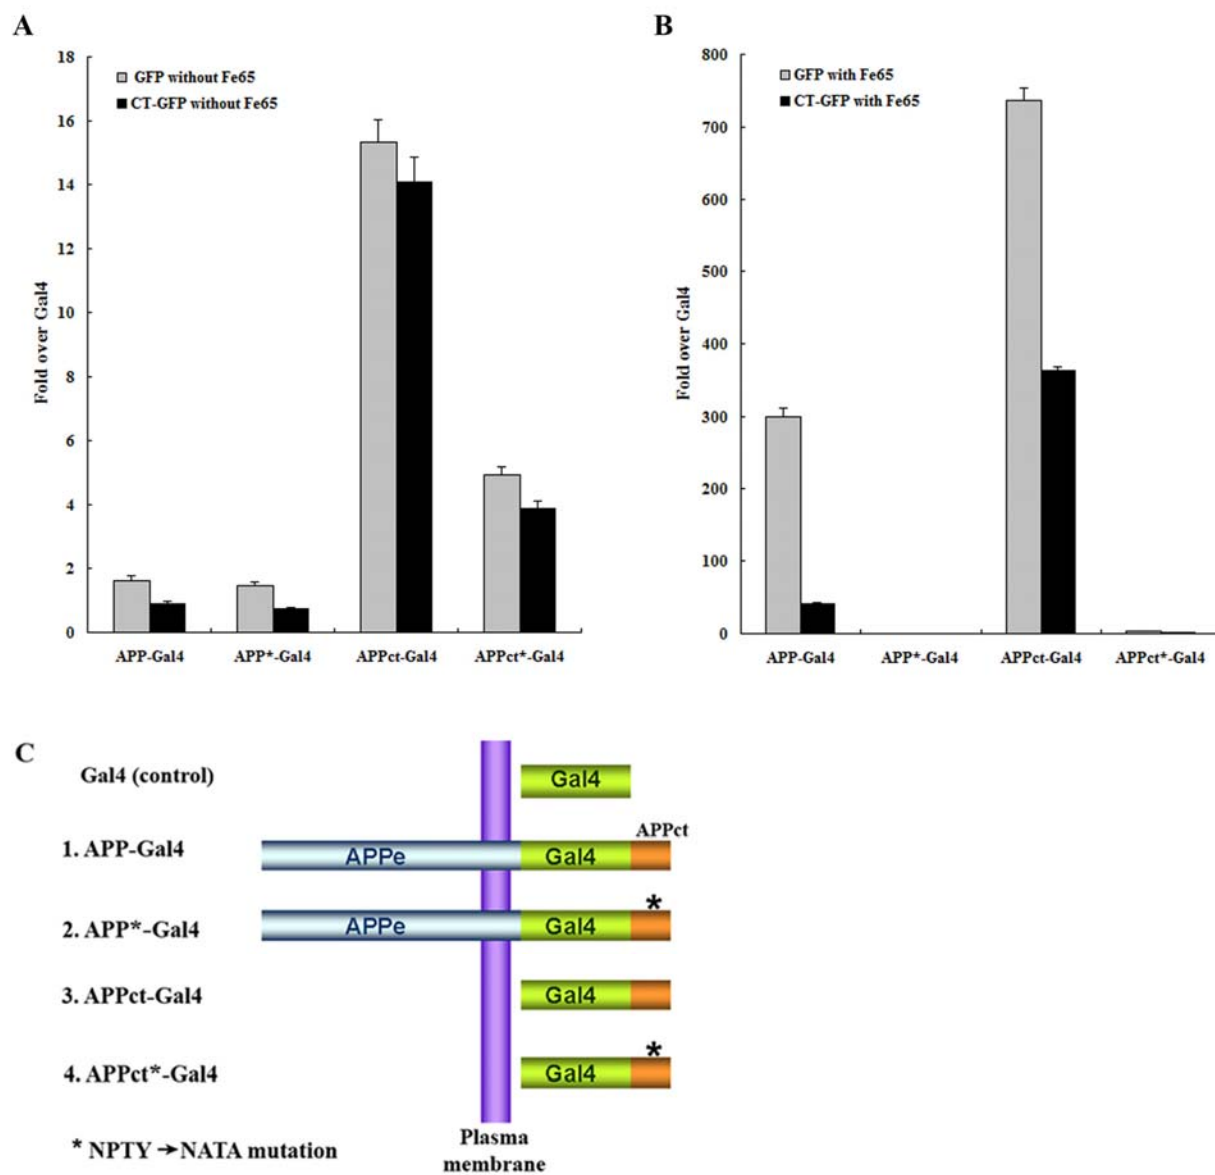 A
18
16
14
12
10
8
6
4
2
0
Fold over Gal4
GFP without Fe65
CT-GFP without Fe65
APP-Gal4 APP*-Gal4 APPct-Gal4 APPct*-Gal4
B
800
700
600
500
400
300
200
100
0
Fold over Gal4
GFP with Fe65
CT-GFP with Fe65
APP-Gal4 APP*-Gal4 APPct-Gal4 APPct*-Gal4
C
Gal4 (control)
Gal4
APPct
1. APP-Gal4
APPe Gal4
*
2. APP*-Gal4
APPe Gal4
3. APPct-Gal4
Gal4
*
4. APPct*-Gal4
Gal4
* NPTY → NATA mutation
Plasma
membrane